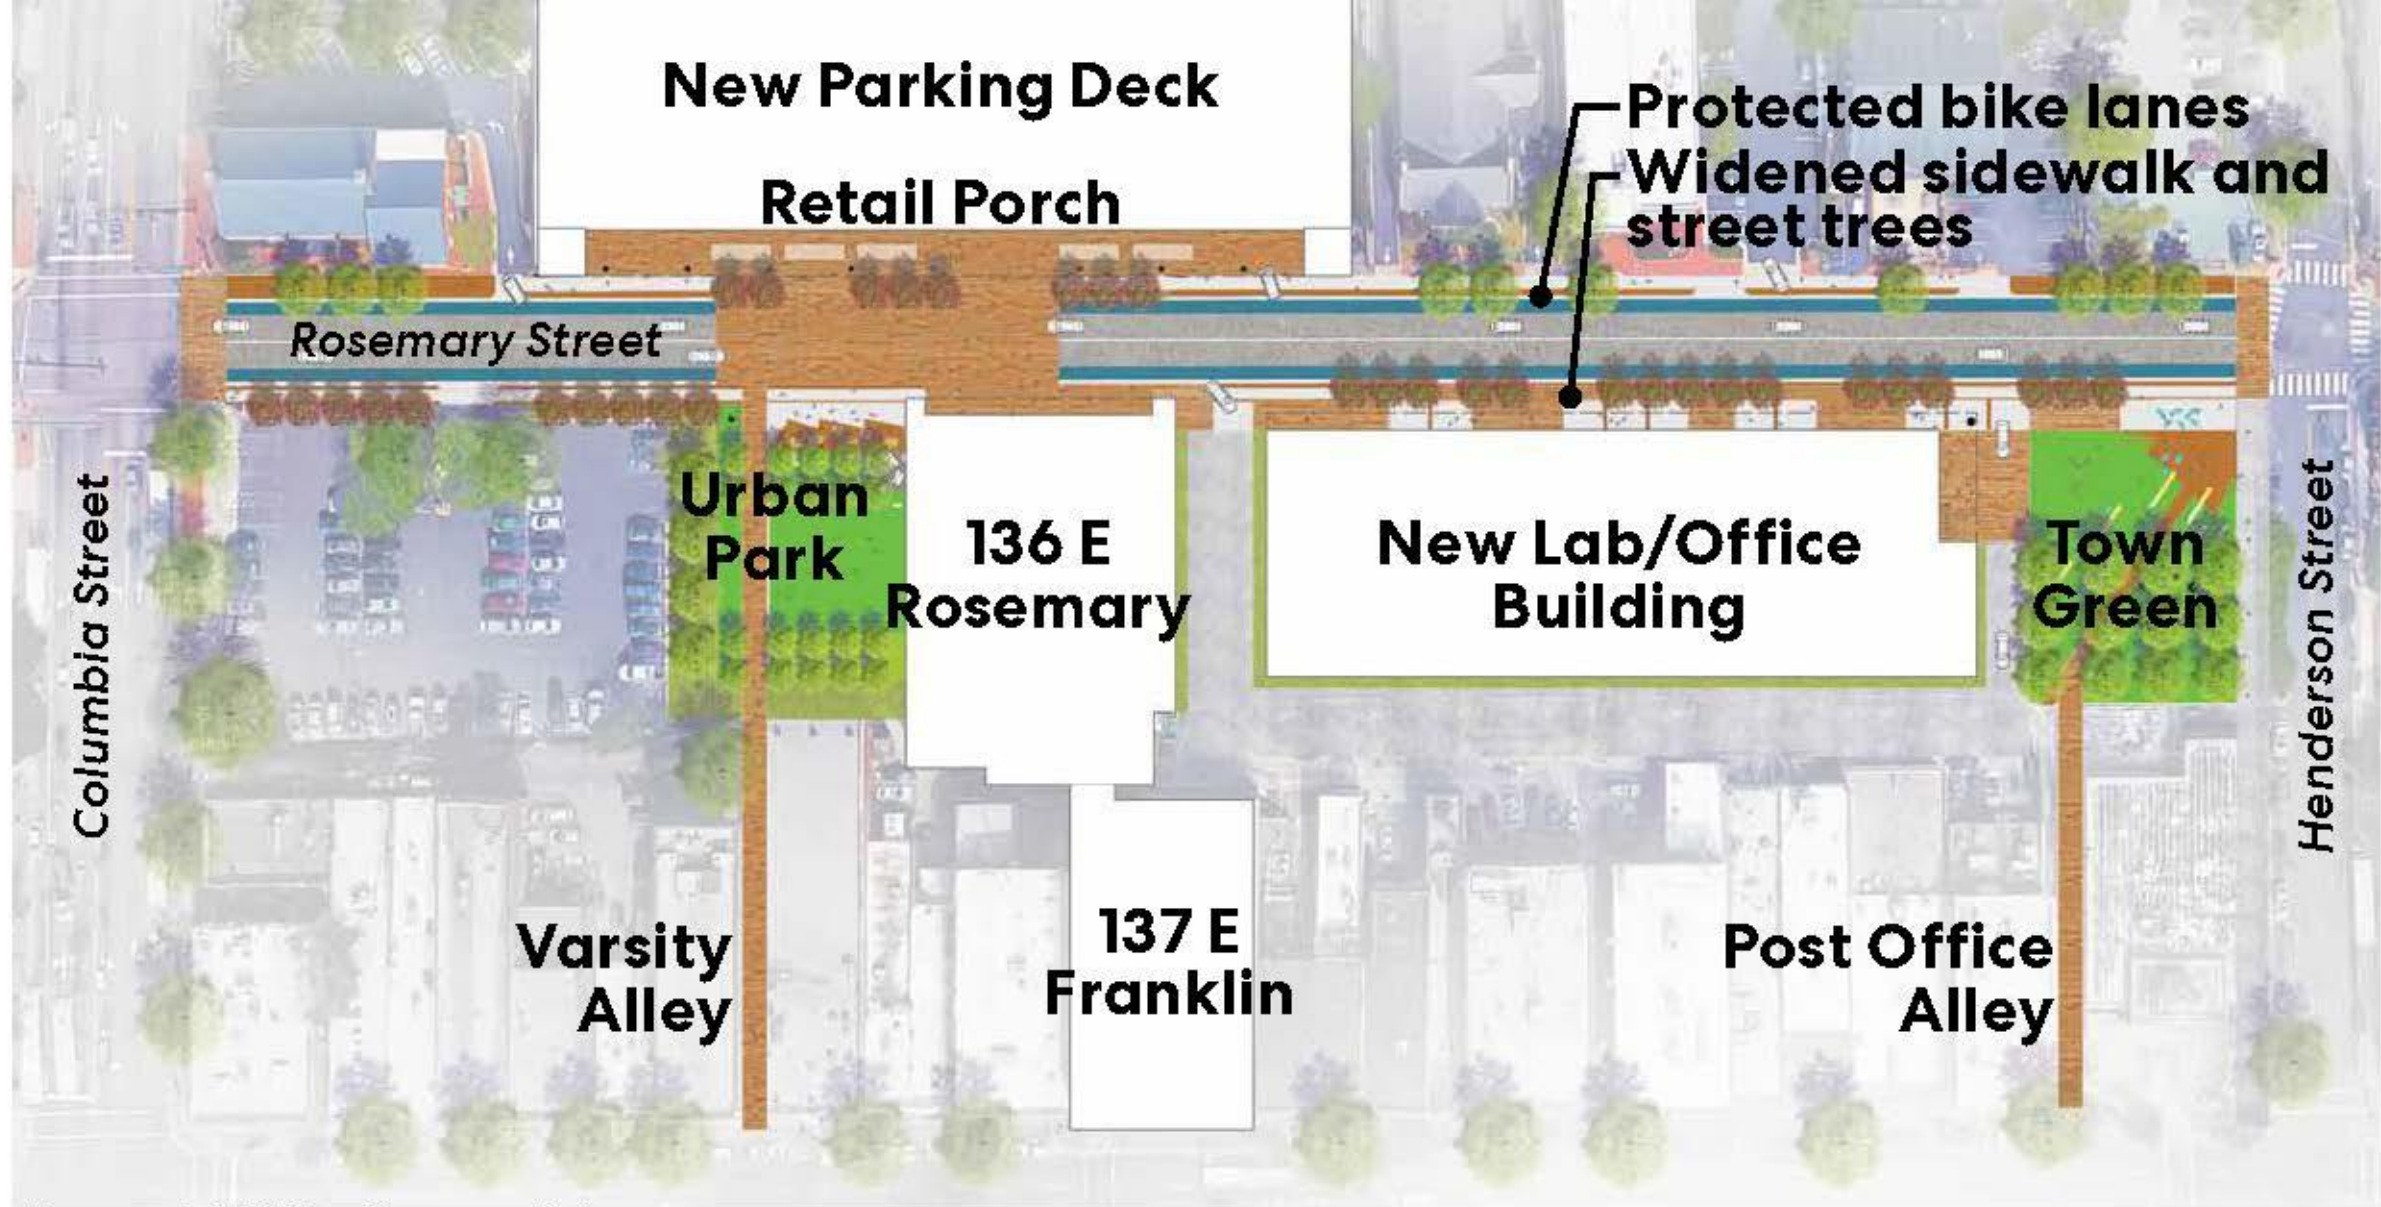 New Parking Deck
Retail Porch
Protected bike lanes
Widened sidewalk and
street trees
Rosemary Street
Columbia Street
Urban
Park
136 E
Rosemary
New Lab/Office
Building
Town
Green
Henderson Street
Varsity
Alley
137 E
Franklin
Post Office
Alley